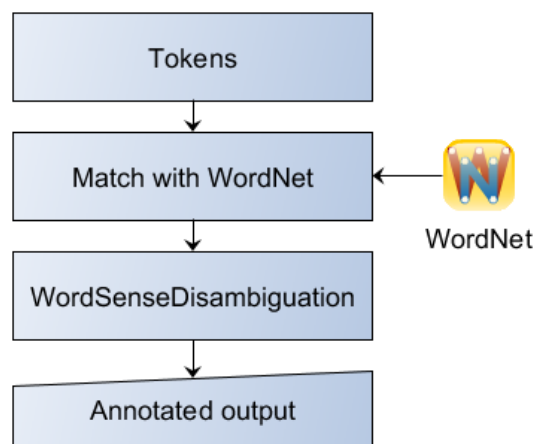 Tokens
Match with WordNet
WordNet
WordSenseDisambiguation
Annotated output